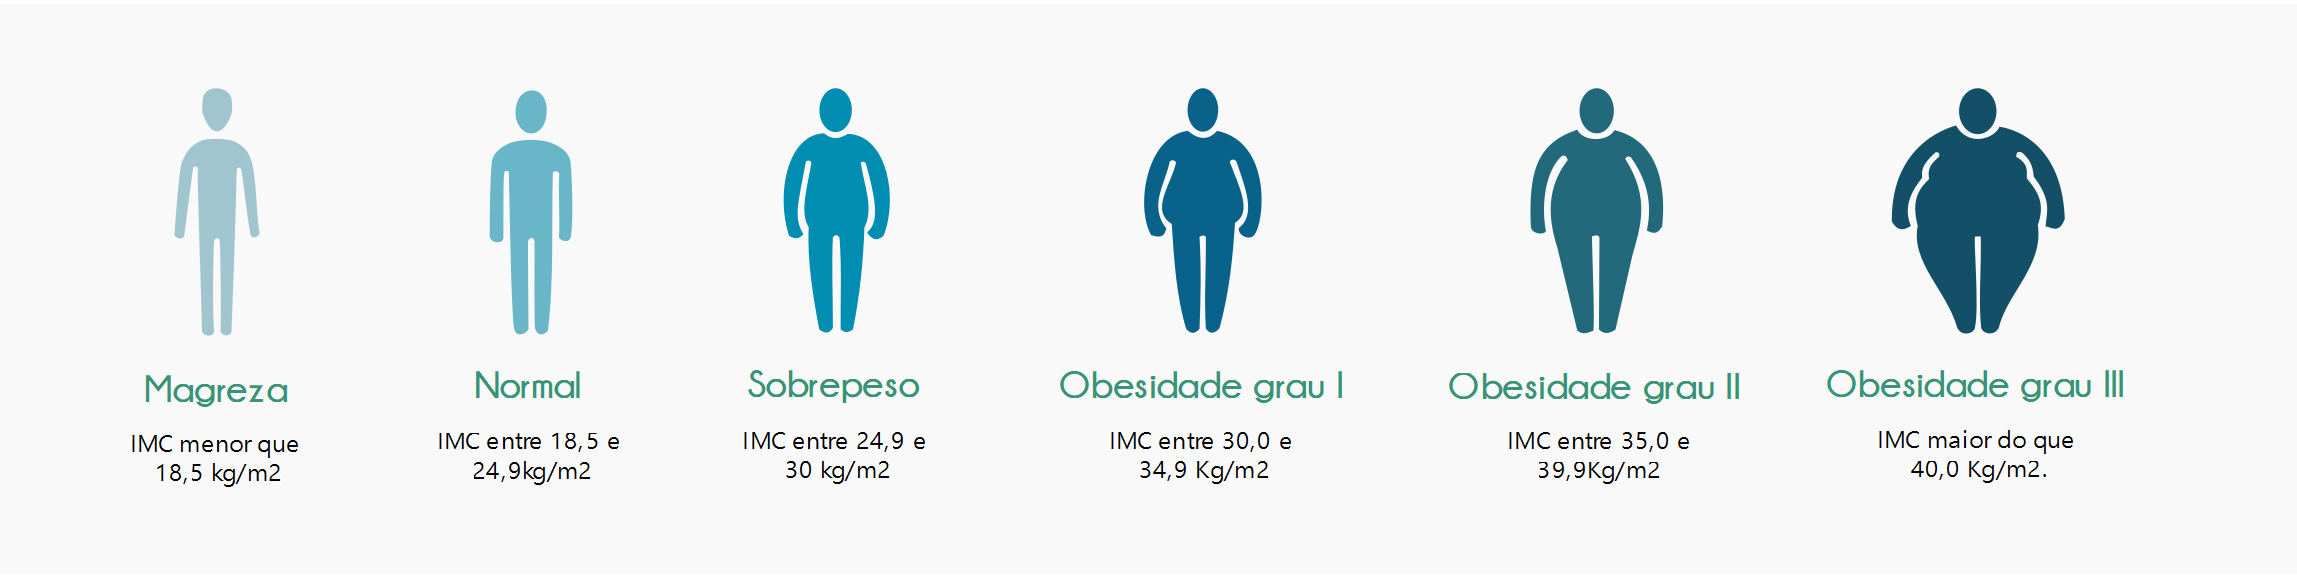 Magreza
IMC menor que
18,5 kg/m2
Normal
IMC entre 18,5 e
24,9kg/m2
Sobrepeso
IMC entre 24,9 e
30 kg/m2
Obesidade grau I
IMC entre 30,0 e
34,9 Kg/m2
Obesidade grau II
IMC entre 35,0 e
39,9Kg/m2
Obesidade grau III
IMC maior do que
40,0 Kg/m2.